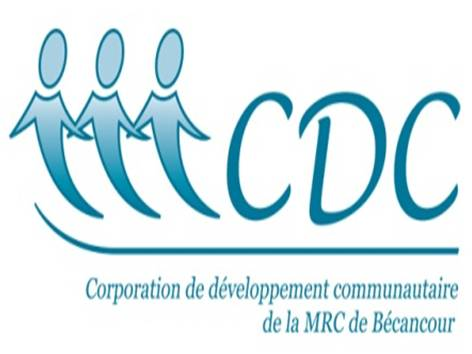 CDC
Corporation de développement communautaire
de la MRC de Bécancour